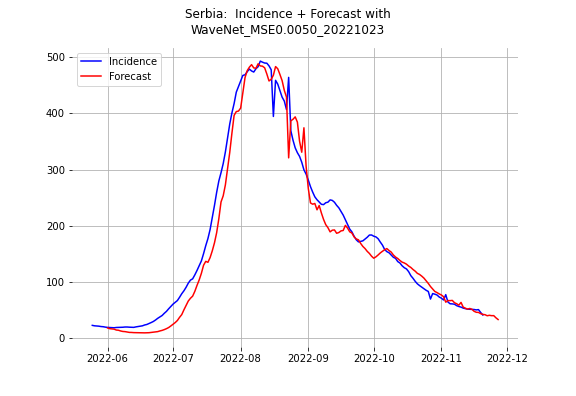 Serbia:  Incidence + Forecast with
WaveNet_MSE0.0050_20221023
Incidence
Forecast
500
400
300
200
100
0
2022-06 2022-07 2022-08 2022-09 2022-10 2022-11 2022-12